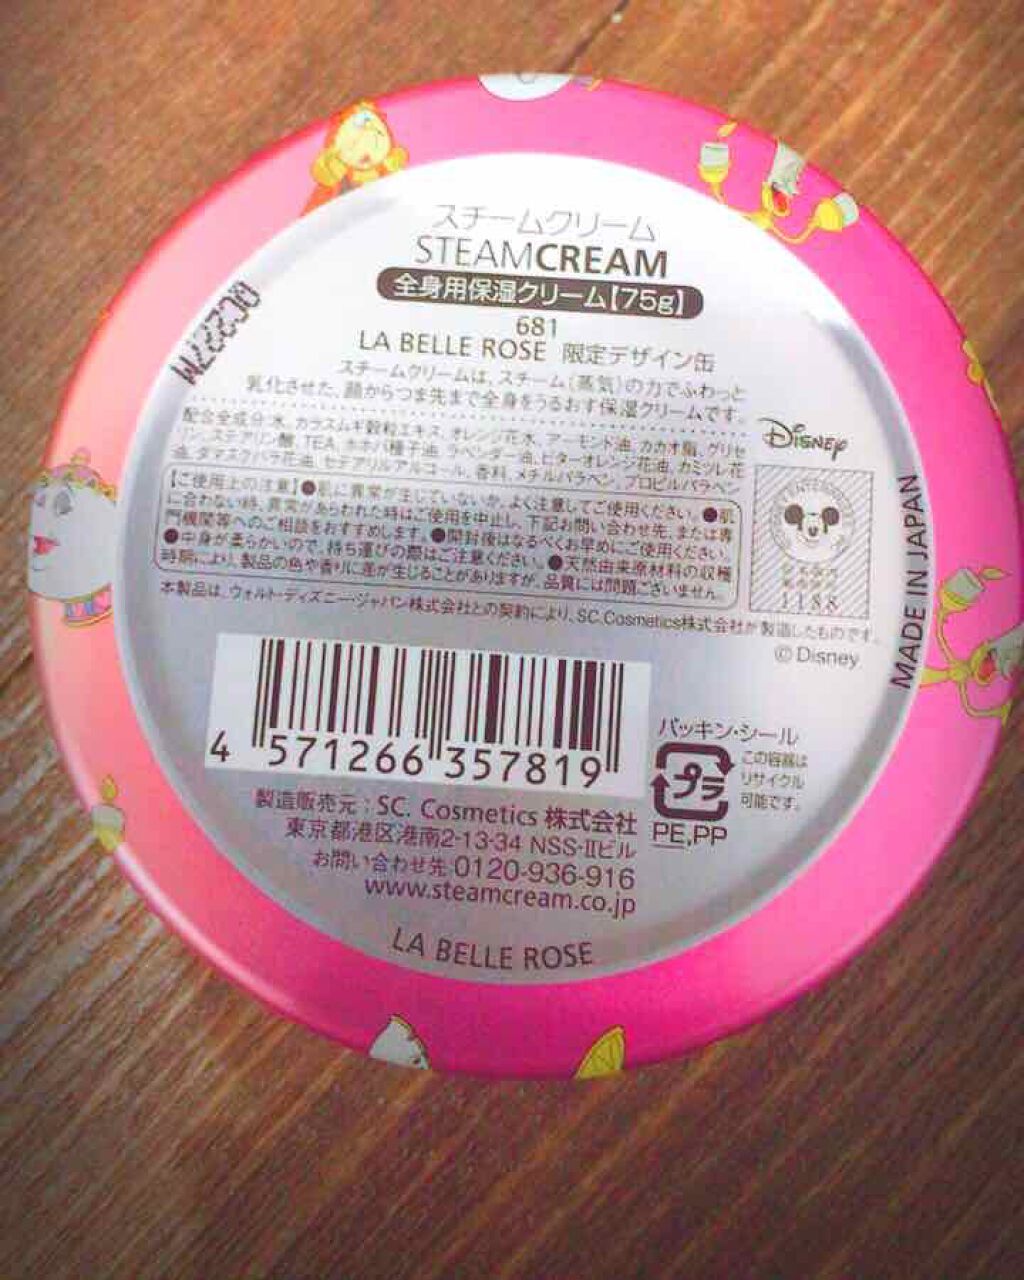 スチームクリーム
STEAMCREAM
全身用保湿クリーム【75g】
681
LA BELLE ROSE 限定デザイン缶
スチームクリームは、スチーム(蒸気)の力でふわっと
乳化させた、顔からつま先まで全身をうるおす保湿クリームです。
配合全成分:水、カラスムギ穀粒エキス、オレンジ花水、アーモンド油、カカオ脂、グリセ
リン、ステアリン酸、TEA、ホホバ種子油、ラベンダー油、ビターオレンジ花油、カミツレ花
油、ダマスクバラ花油、セテアリルアルコール、香料、メチルパラベン、プロピルパラベン
【ご使用上の注意】●肌に異常が生じていないか、よく注意してご使用ください。●肌
に合わない時、異常があらわれた時はご使用を中止し、下記お問い合わせ先、または専
門機関等へのご相談をおすすめします。●開封後はなるべくお早めにご使用ください。
●中身が柔らかいので、持ち運びの際はご注意ください。●天然由来原材料の収穫
時期により、製品の色や香りに差が生じることがありますが、品質には問題ございません。
本製品は、ウォルト・ディズニー・ジャパン株式会社との契約により、SC.Cosmetics株式会社が製造したものです。
Disney
1188
© Disney
MADE IN JAPAN
4 571266 357819
パッキン・シール
プラ
PE,PP
この容器は
リサイクル
可能です。
製造販売元:SC. Cosmetics 株式会社
東京都港区港南2-13-34 NSS-Ⅱビル
お問い合わせ先 0120-936-916
www.steamcream.co.jp
LA BELLE ROSE